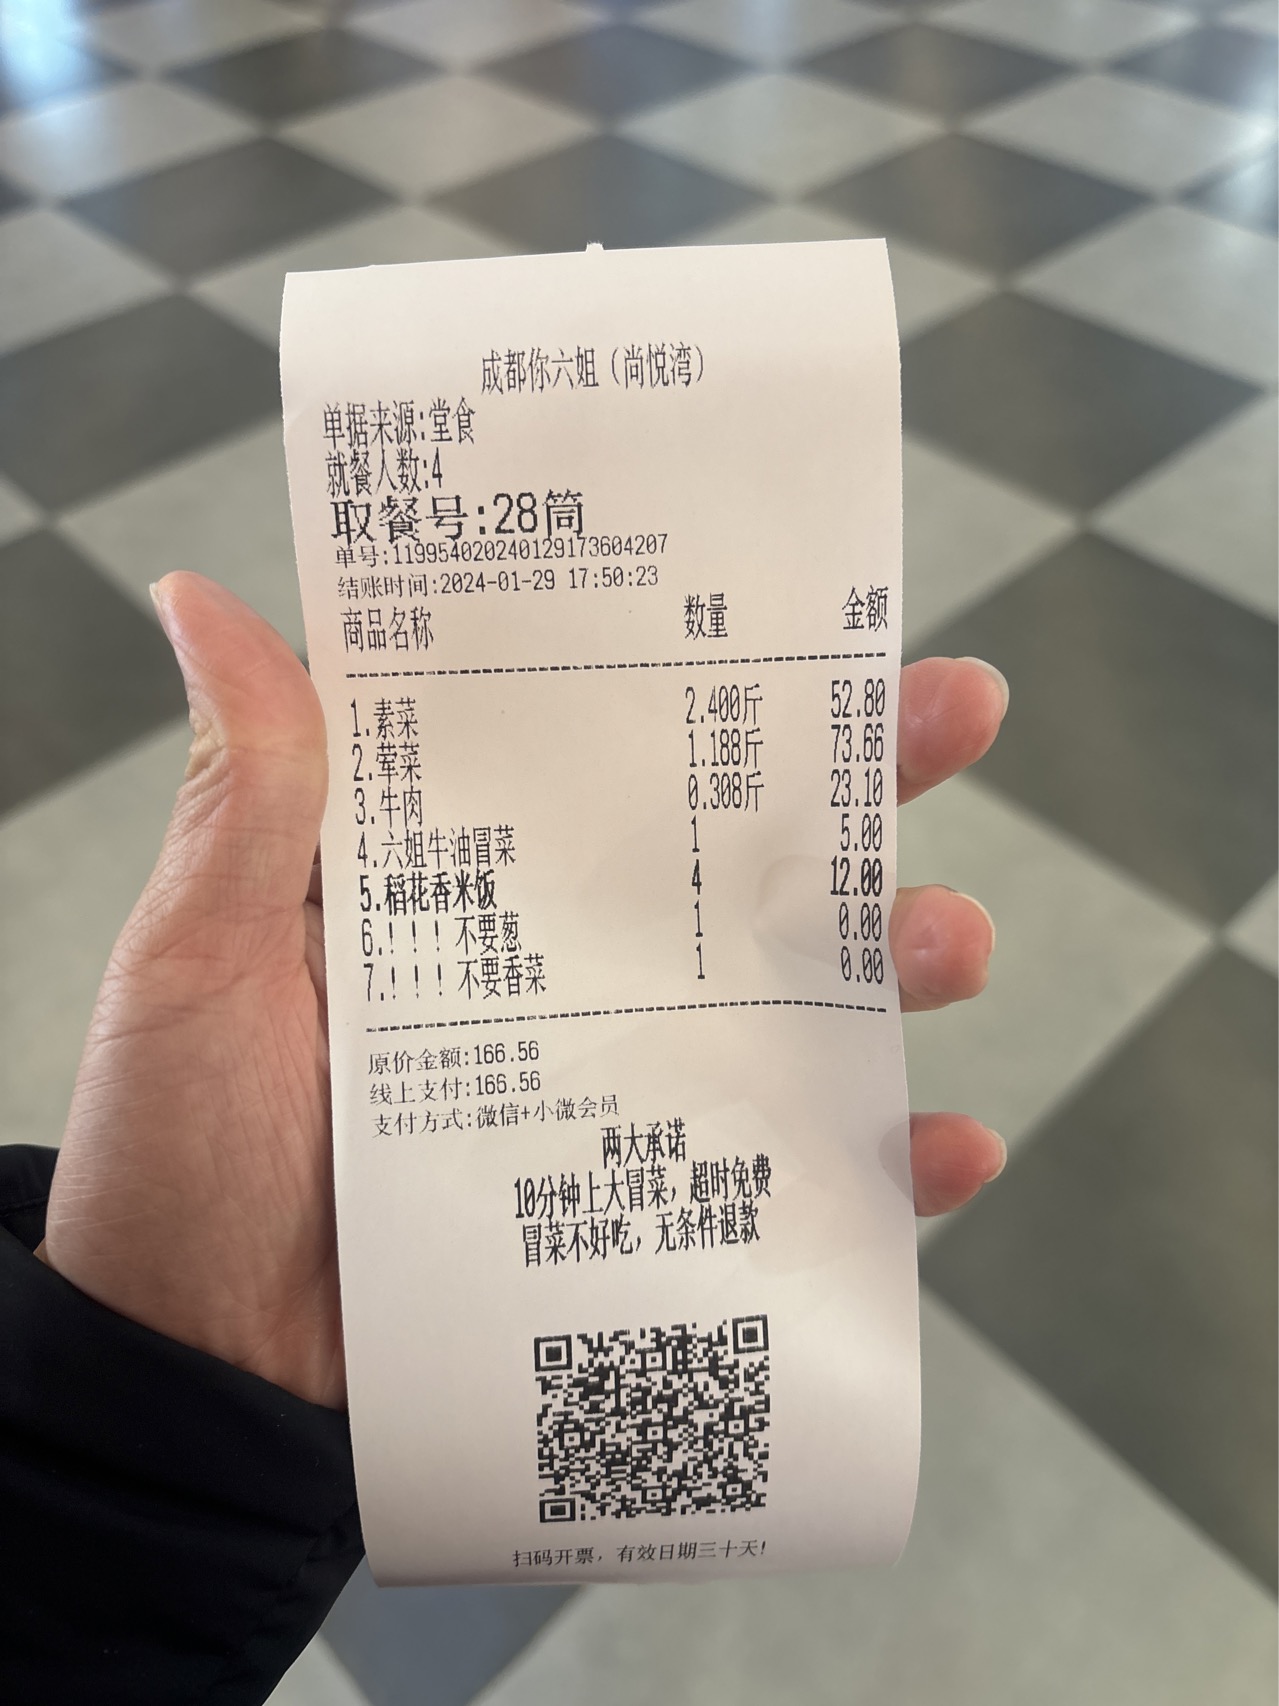 成都你六姐（尚悦湾）
单据来源:堂食
就餐人数:4
取餐号:28筒
单号:119954020240129173604207
结账时间:2024-01-29 17:50:23
商品名称 数量 金额
1.素菜 2.400斤 52.80
2.荤菜 1.188斤 73.66
3.牛肉 0.308斤 23.10
4.六姐牛油冒菜 1 5.00
5.稻花香米饭 4 12.00
6.！！！不要葱 1 0.00
7.！！！不要香菜 1 0.00
原价金额:166.56
线上支付:166.56
支付方式:微信+小微会员
两大承诺
10分钟上大冒菜，超时免费
冒菜不好吃，无条件退款
扫码开票，有效日期三十天!